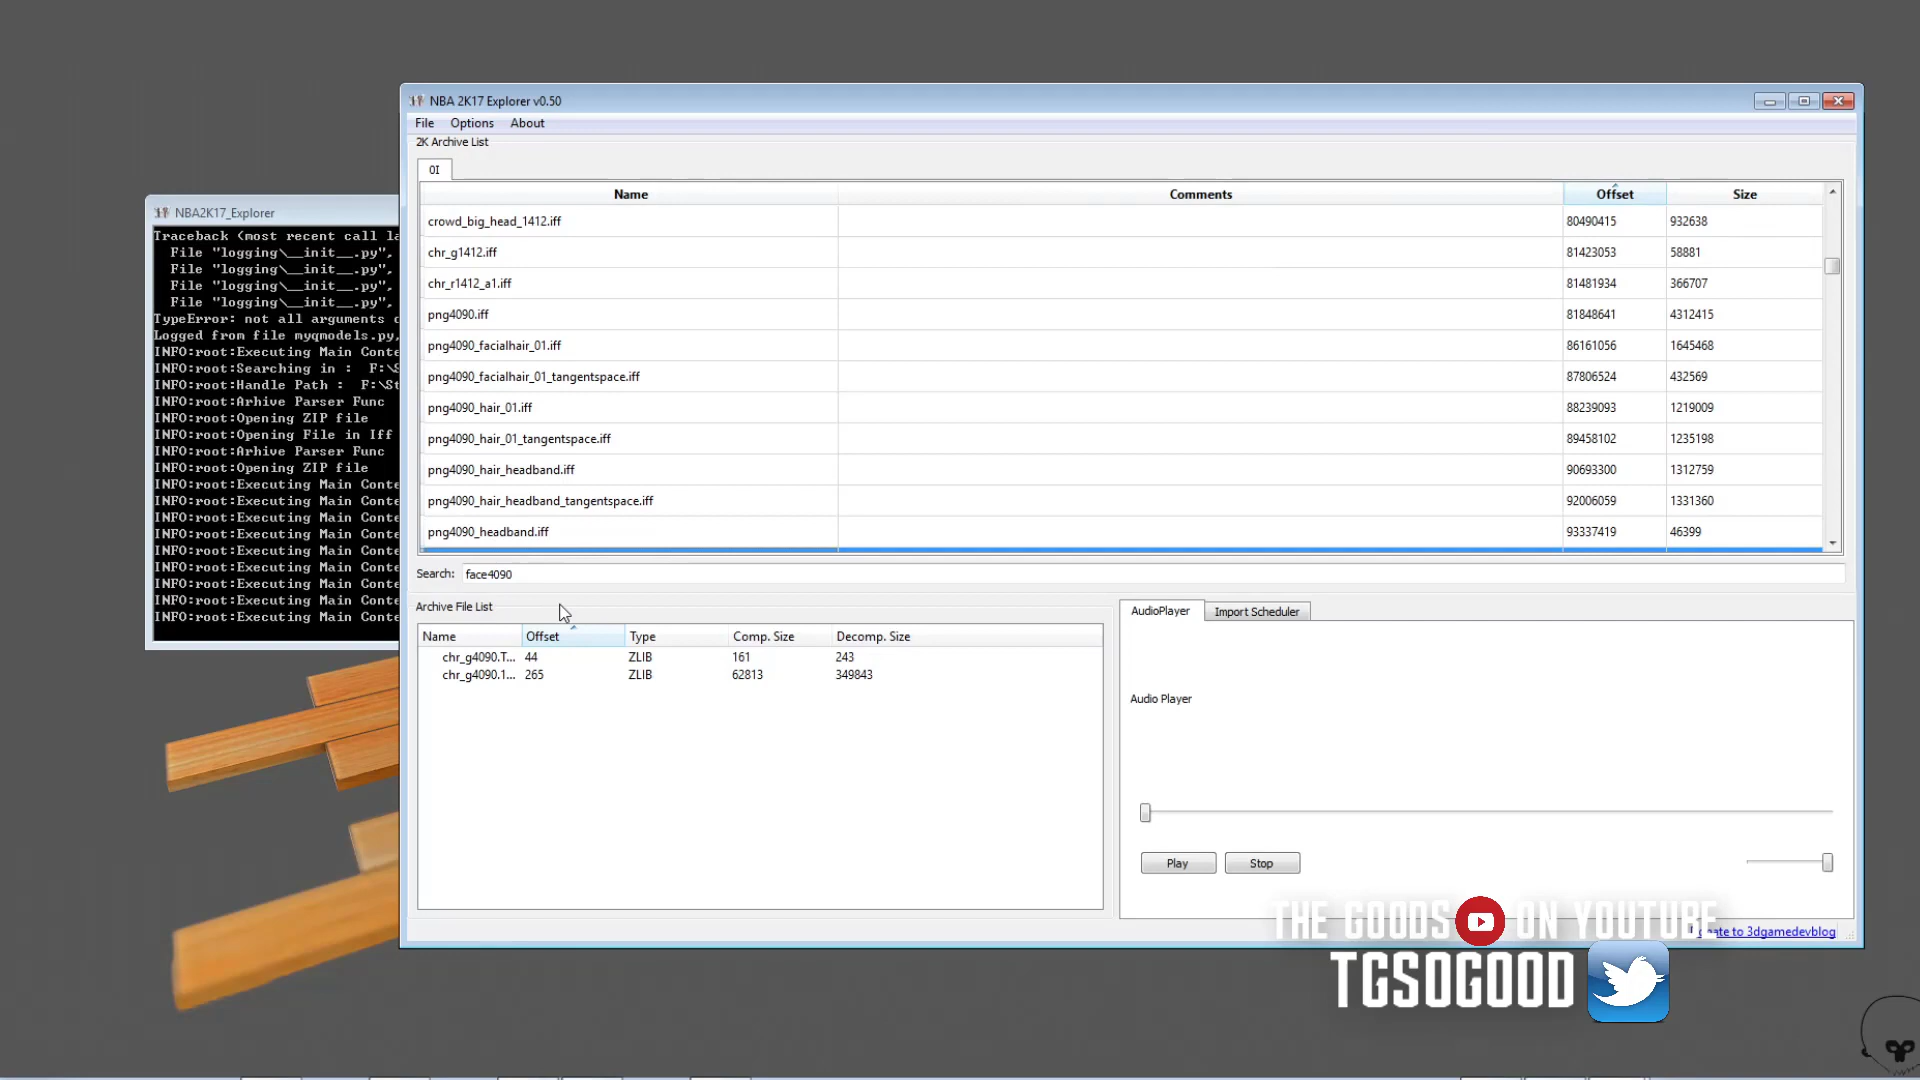 NBA 2K17 Explorer v0.50
File Options About
2K Archive List
0I
Name Comments Offset Size
crowd_big_head_1412.iff 80490415 932638
chr_g1412.iff 81423053 58881
chr_r1412_a1.iff 81481934 366707
png4090.iff 81848641 4312415
png4090_facialhair_01.iff 86161056 1645468
png4090_facialhair_01_tangentspace.iff 87806524 432569
png4090_hair_01.iff 88239093 1219009
png4090_hair_01_tangentspace.iff 89458102 1235198
png4090_hair_headband.iff 90693300 1312759
png4090_hair_headband_tangentspace.iff 92006059 1331360
png4090_headband.iff 93337419 46399
Search: face4090
Archive File List
Name Offset Type Comp. Size Decomp. Size
chr_g4090.T... 44 ZLIB 161 243
chr_g4090.1... 265 ZLIB 62813 349843
AudioPlayer Import Scheduler
Audio Player
Play Stop
to 3dgamedevblog
NBA2K17_Explorer
Traceback (most recent call la
File "logging\__init__.py",
File "logging\__init__.py",
File "logging\__init__.py",
File "logging\__init__.py",
TypeError: not all arguments c
Logged from file myqmodels.py,
INFO:root:Executing Main Conte
INFO:root:Searching in : F:\S
INFO:root:Handle Path : F:\St
INFO:root:Arhive Parser Func
INFO:root:Opening ZIP file
INFO:root:Opening File in Iff
INFO:root:Arhive Parser Func
INFO:root:Opening ZIP file
INFO:root:Executing Main Conte
INFO:root:Executing Main Conte
INFO:root:Executing Main Conte
INFO:root:Executing Main Conte
INFO:root:Executing Main Conte
INFO:root:Executing Main Conte
INFO:root:Executing Main Conte
INFO:root:Executing Main Conte
INFO:root:Executing Main Conte
THE GOODS ON YOUTUBE
TGSOGOOD